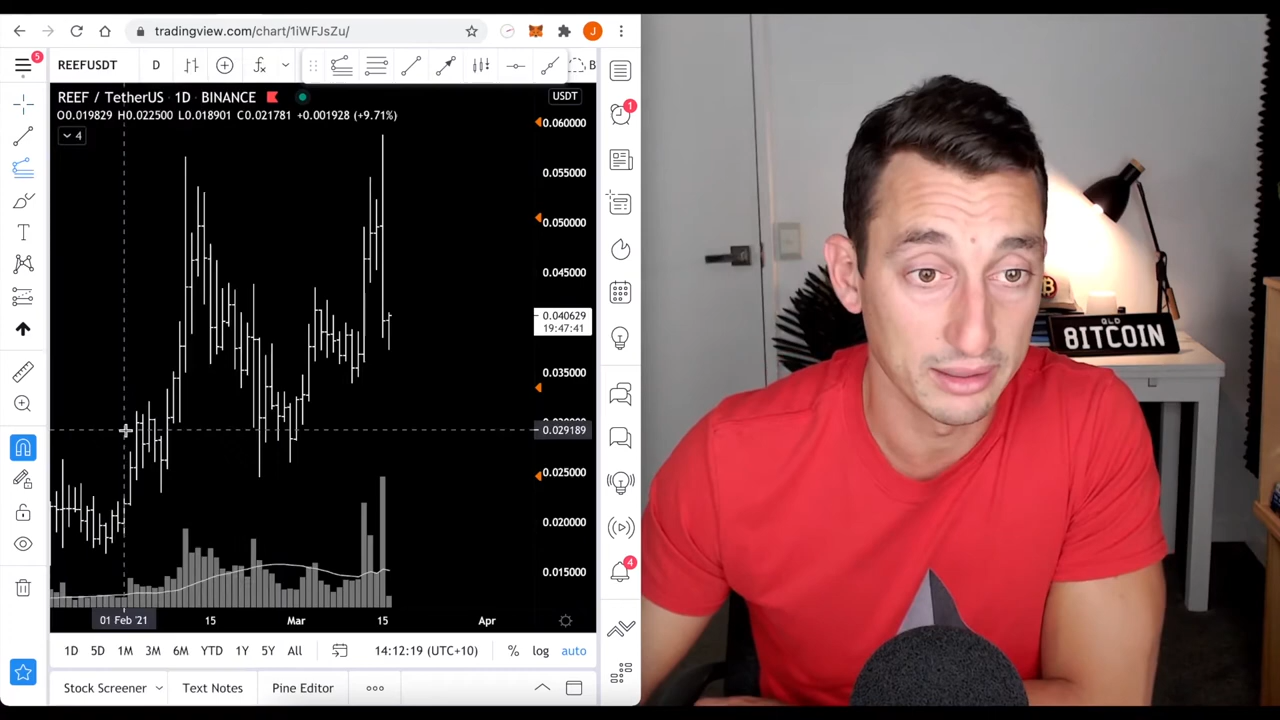 tradingview.com/chart/1iWFJsZu/
J
5
REEFUSDT
D
B
REEF / TetherUS · 1D · BINANCE
USDT
O0.019829 H0.022500 L0.018901 C0.021781 +0.001928 (+9.71%)
4
1
0.060000
0.055000
0.050000
0.045000
0.040629
19:47:41
0.035000
0.029189
0.025000
0.020000
0.015000
QLD
BITCOIN
4
01 Feb '21
15
Mar
15
Apr
1D 5D 1M 3M 6M YTD 1Y 5Y All
14:12:19 (UTC+10)
% log auto
Stock Screener
Text Notes
Pine Editor